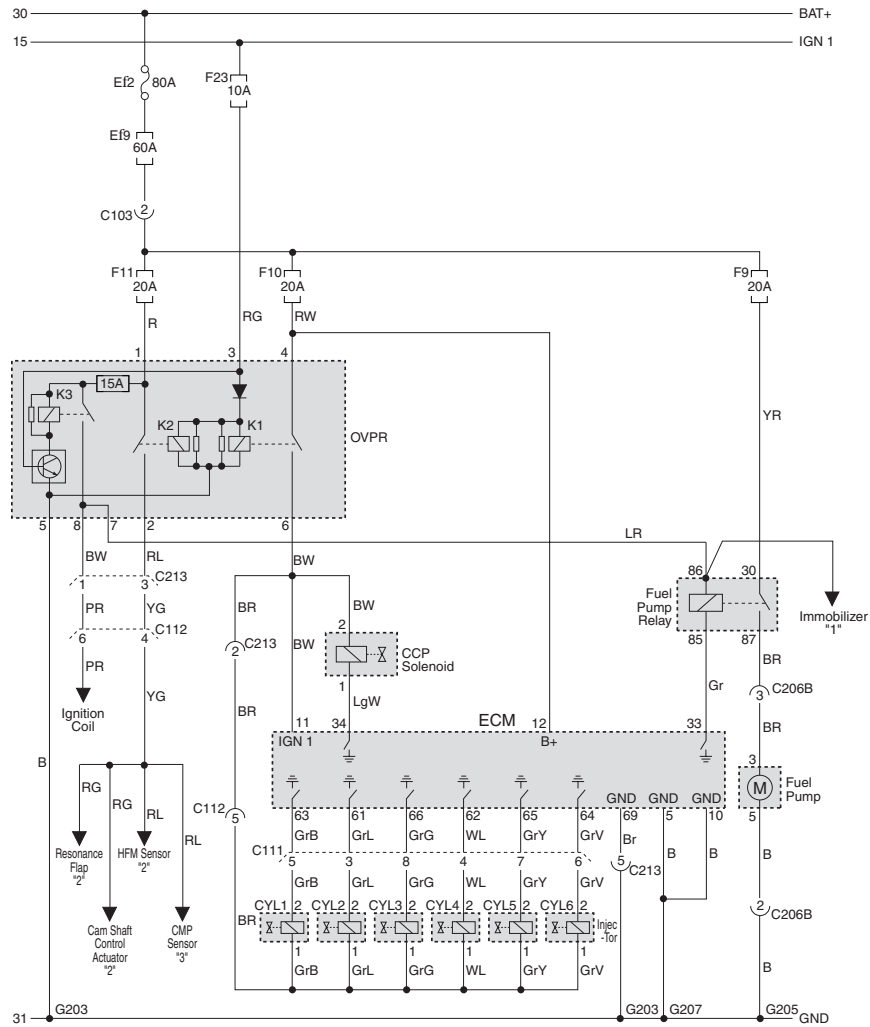 30 BAT+
15 IGN 1
Ef2 80A
F23 10A
Ef9 60A
C103 2
F11 20A
F10 20A
F9 20A
R RG RW
1 3 4
15A
K3
K2 K1
OVPR
YR
5 8 7 2 6
LR
BW RL BW
1 3 C213
86 30
Fuel Pump Relay
Immobilizer "1"
85 87
PR YG BR BW
6 4 C112
2 C213
BW
2
CCP Solenoid
1
LgW
PR
Ignition Coil
YG
BR
Gr
BR
3 C206B
BR
ECM
11 34 12 33
IGN 1 B+
B
3
M
Fuel Pump
5
RG RG RL RL
C112 5
GND GND GND
63 61 66 62 65 64 69 5 10
GrB GrL GrG WL GrY GrV Br B B B
Resonance Flap "2"
HFM Sensor "2"
C111 5 3 8 4 7 6
5 C213
GrB GrL GrG WL GrY GrV
2 C206B
Cam Shaft Control Actuator "2"
CMP Sensor "3"
BR
CYL1 2 CYL2 2 CYL3 2 CYL4 2 CYL5 2 CYL6 2
Injec -Tor
1 1 1 1 1 1
GrB GrL GrG WL GrY GrV
B
31 G203 G203 G207 G205 GND